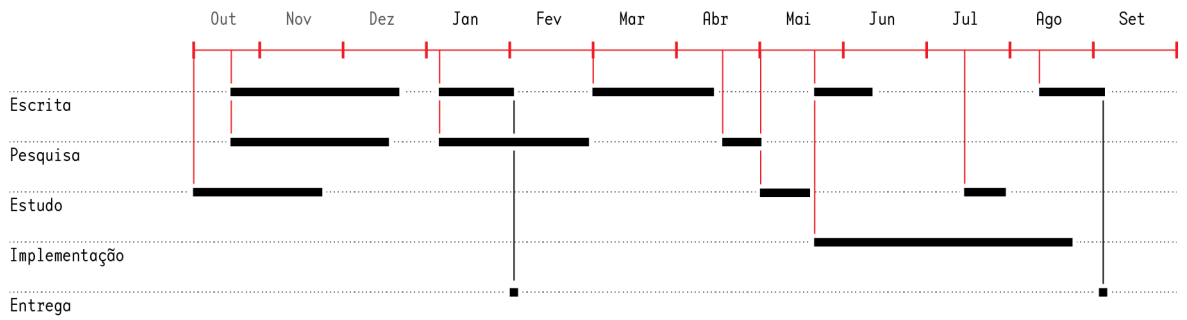 Out Nov Dez Jan Fev Mar Abr Mai Jun Jul Ago Set
Escrita
Pesquisa
Estudo
Implementação
Entrega